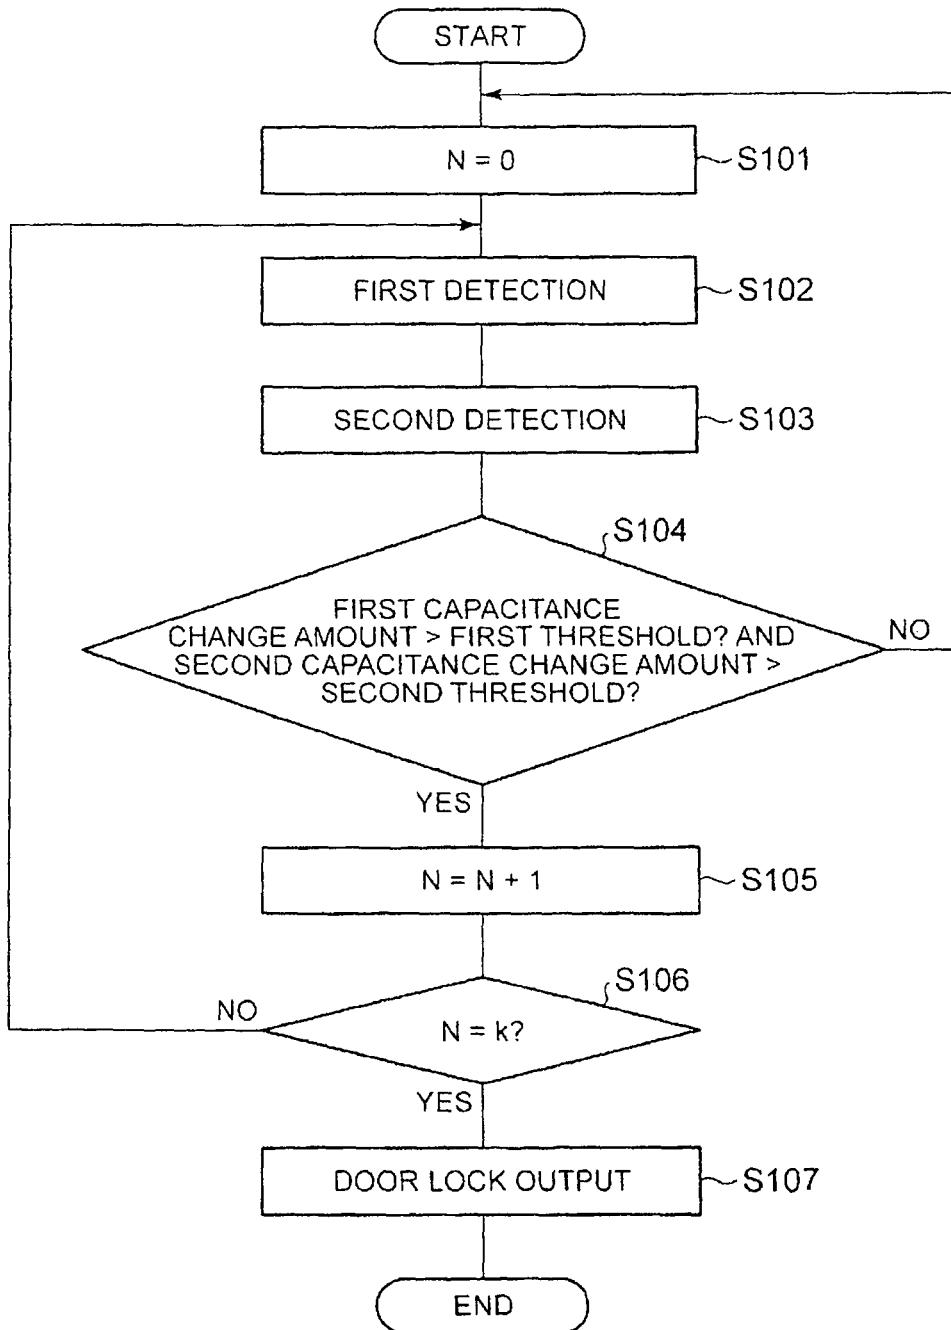 START
N = 0
S101
FIRST DETECTION
S102
SECOND DETECTION
S103
S104
FIRST CAPACITANCE
CHANGE AMOUNT > FIRST THRESHOLD? AND
SECOND CAPACITANCE CHANGE AMOUNT >
SECOND THRESHOLD?
NO
YES
N = N + 1
S105
S106
NO
N = k?
YES
DOOR LOCK OUTPUT
S107
END